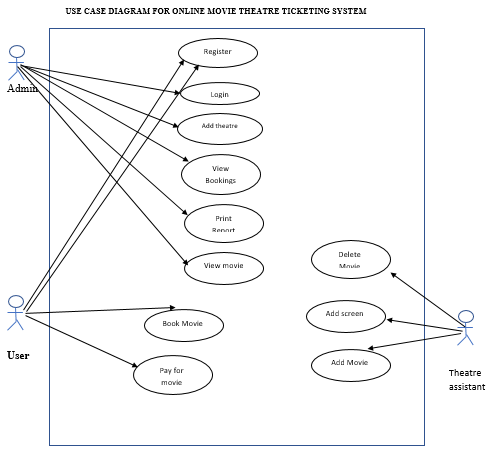 USE CASE DIAGRAM FOR ONLINE MOVIE THEATRE TICKETING SYSTEM
Register
Admin
Login
Add theatre
View
Bookings
Print
Report
Delete
Movie
View movie
Add screen
Book Movie
User
Add Movie
Pay for
movie
Theatre
assistant